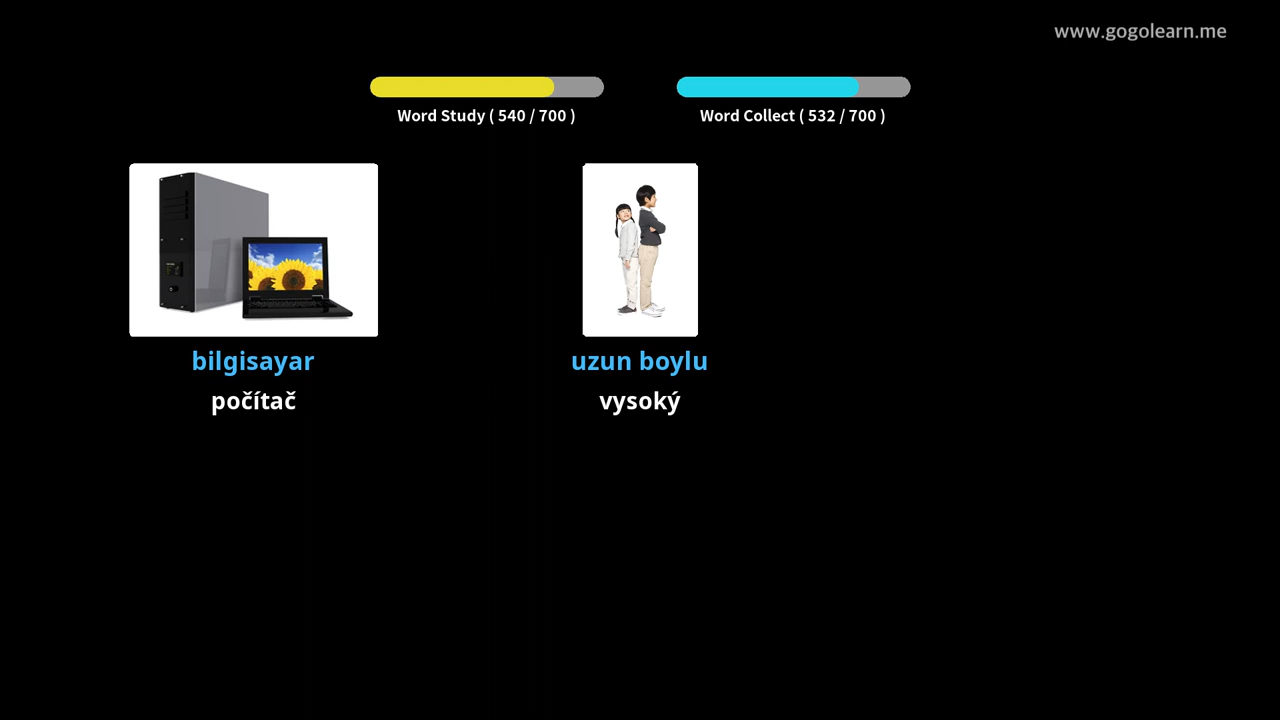 www.gogolearn.me
Word Study ( 540 / 700 )
Word Collect ( 532 / 700 )
bilgisayar
počítač
uzun boylu
vysoký